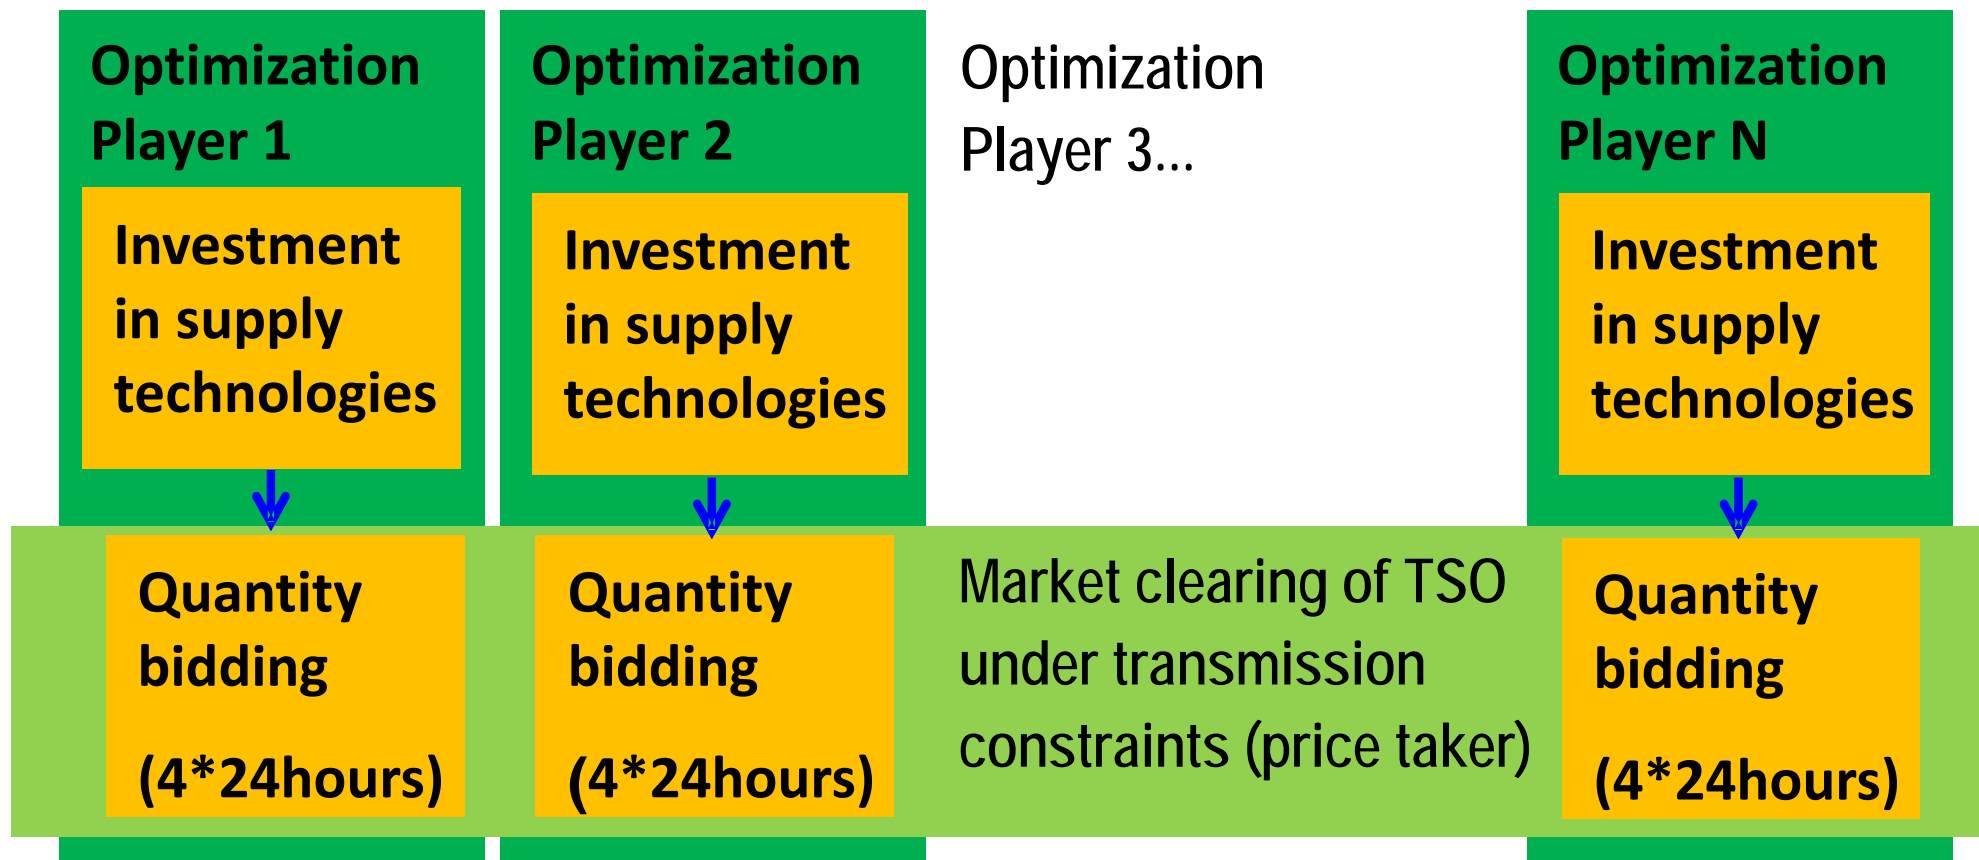 Optimization
Player 1
Investment
in supply
technologies
Quantity
bidding
(4*24hours)
Optimization
Player 2
Investment
in supply
technologies
Quantity
bidding
(4*24hours)
Optimization
Player 3...
Market clearing of TSO
under transmission
constraints (price taker)
Optimization
Player N
Investment
in supply
technologies
Quantity
bidding
(4*24hours)